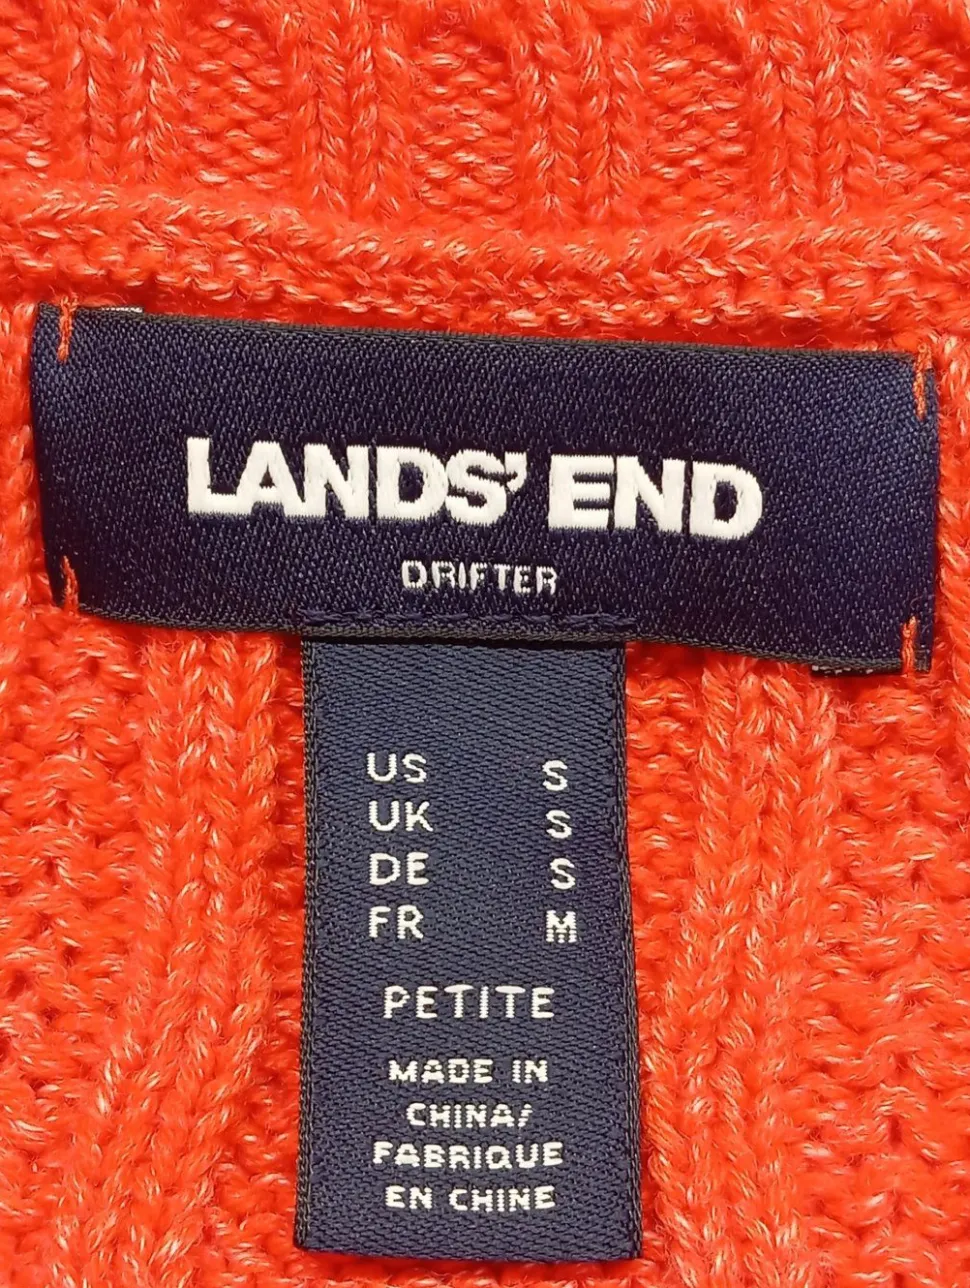 LANDS' END
DRIFTER
US S
UK S
DE S
FR M
PETITE
MADE IN
CHINA/
FABRIQUE
EN CHINE